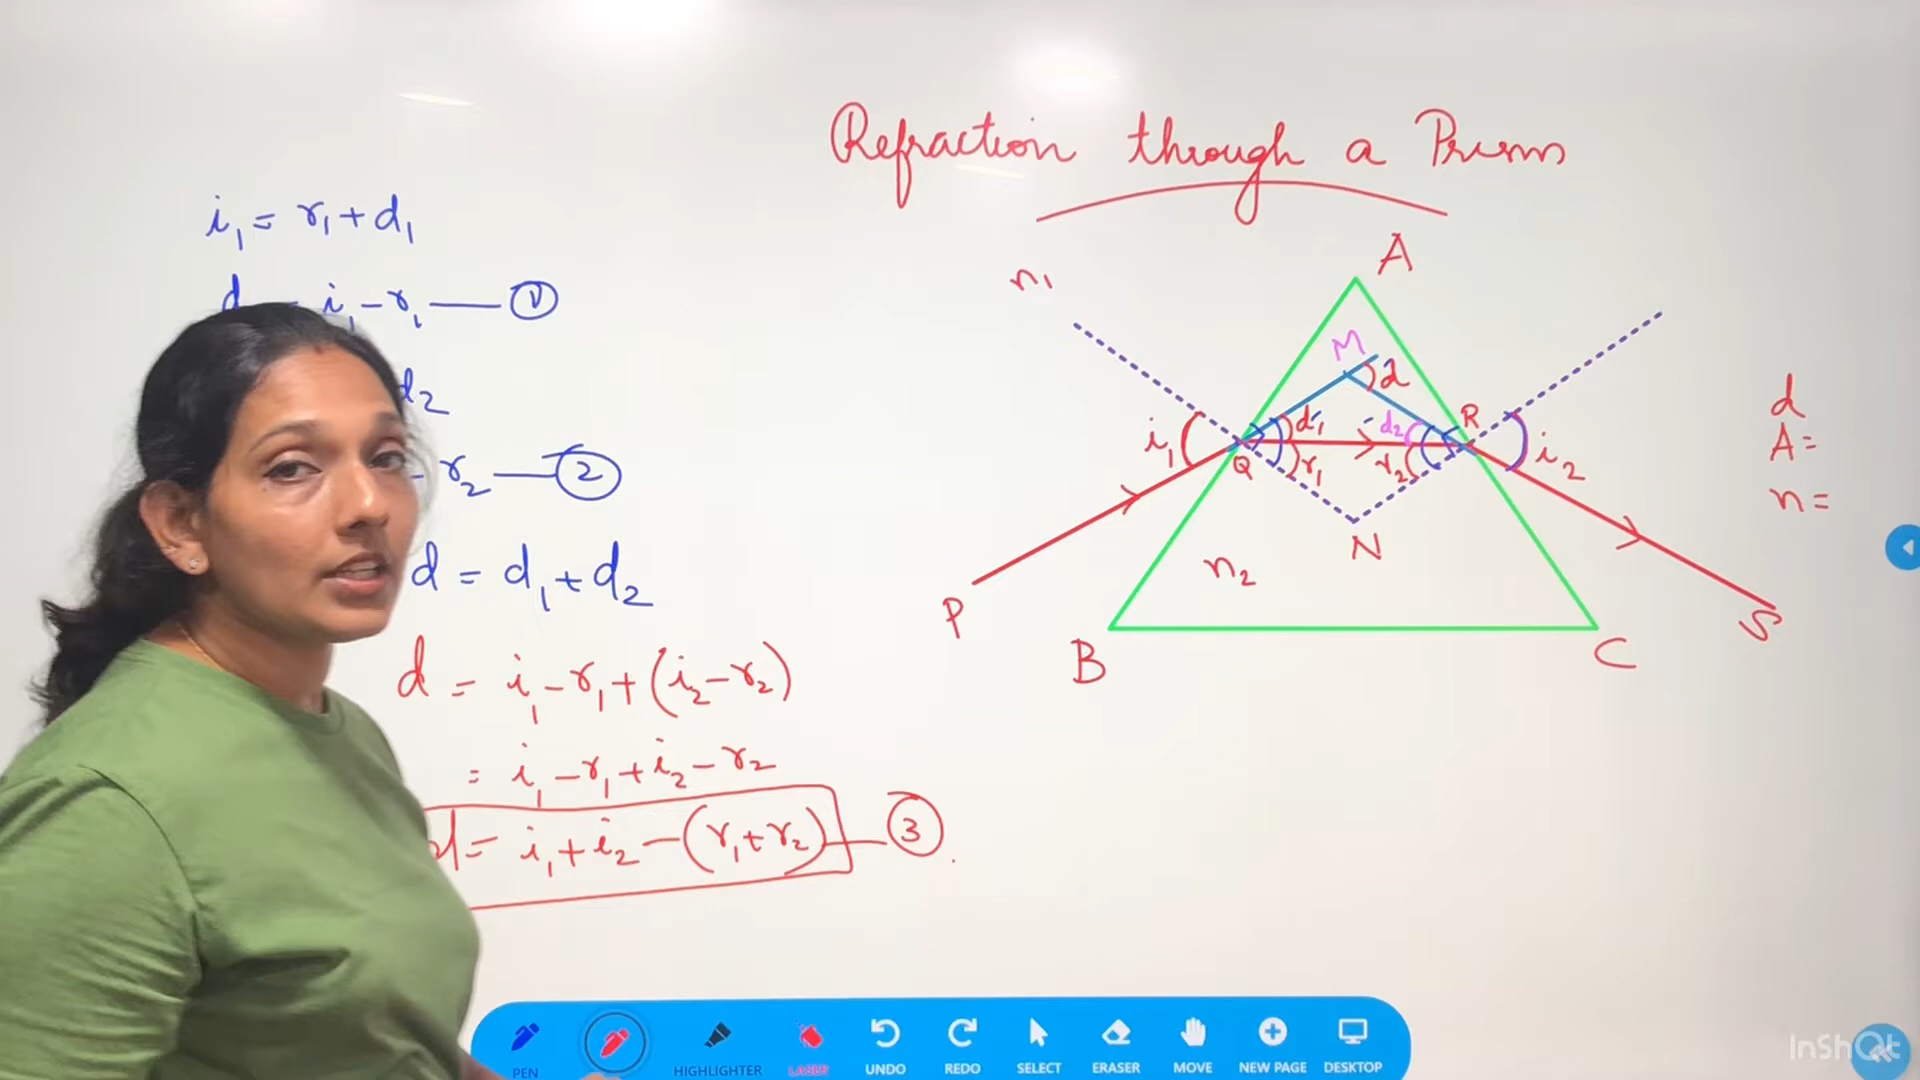 Refraction through a Prism
i₁ = r₁ + d₁
d = i₁ - r₁ — ①
d₂
- r₂ — ②
d = d₁ + d₂
d = i₁ - r₁ + (i₂ - r₂)
= i₁ - r₁ + i₂ - r₂
d = i₁ + i₂ - (r₁ + r₂) — ③
n₁
A
M
d
i₁
d₁
d₂
R
i₂
Q
r₁
r₂
N
n₂
P
S
B
C
d
A =
n =
PEN
HIGHLIGHTER
LASER
UNDO
REDO
SELECT
ERASER
MOVE
NEW PAGE
DESKTOP
InShOt